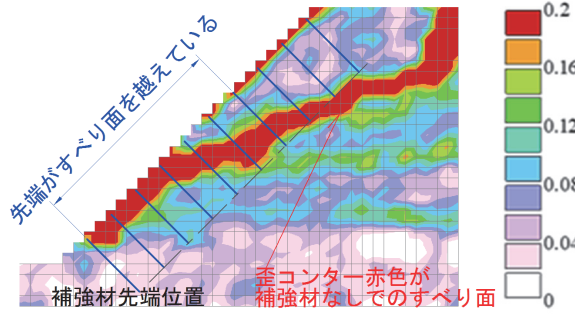 先端がすべり面を越えている
補強材先端位置
歪コンター赤色が
補強材なしでのすべり面
0.2
0.16
0.12
0.08
0.04
0